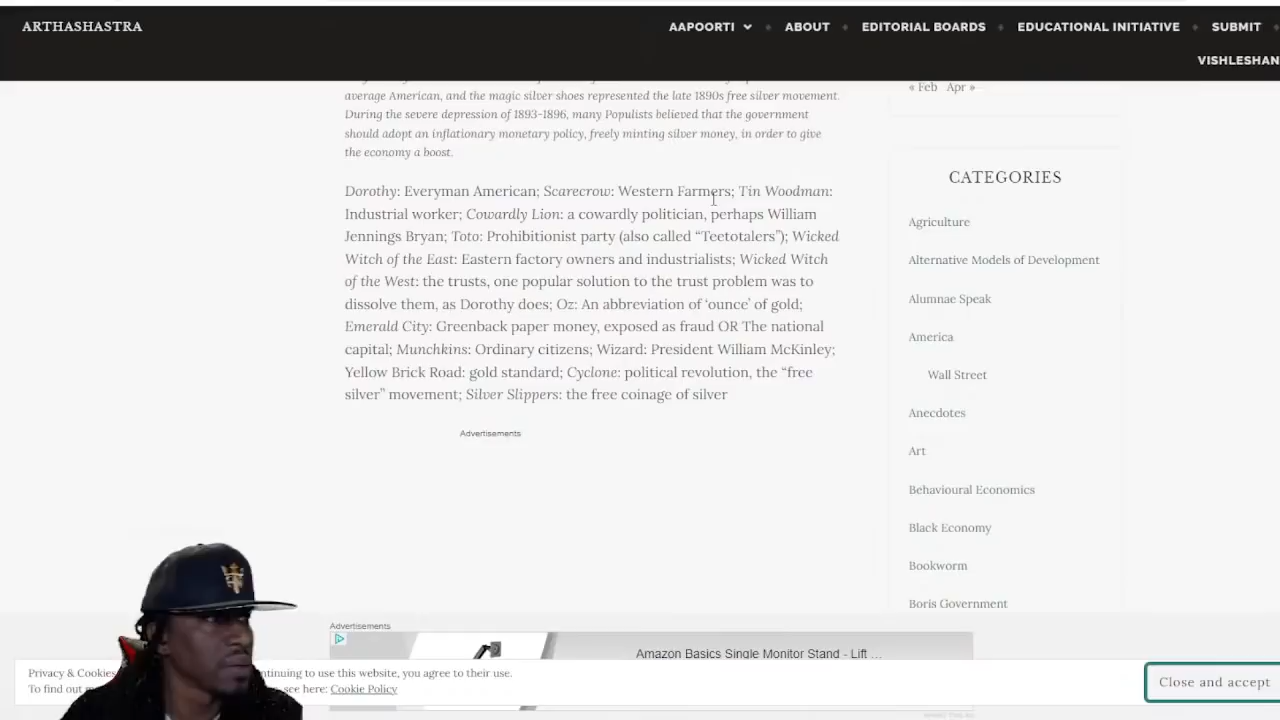 ARTHASHASTRA
AAPOORTI
ABOUT
EDITORIAL BOARDS
EDUCATIONAL INITIATIVE
SUBMIT
VISHLESHAN
average American, and the magic silver shoes represented the late 1890s free silver movement.
During the severe depression of 1893-1896, many Populists believed that the government
should adopt an inflationary monetary policy, freely minting silver money, in order to give
the economy a boost.
Dorothy: Everyman American; Scarecrow: Western Farmers; Tin Woodman:
Industrial worker; Cowardly Lion: a cowardly politician, perhaps William
Jennings Bryan; Toto: Prohibitionist party (also called “Teetotalers”); Wicked
Witch of the East: Eastern factory owners and industrialists; Wicked Witch
of the West: the trusts, one popular solution to the trust problem was to
dissolve them, as Dorothy does; Oz: An abbreviation of ‘ounce’ of gold;
Emerald City: Greenback paper money, exposed as fraud OR The national
capital; Munchkins: Ordinary citizens; Wizard: President William McKinley;
Yellow Brick Road: gold standard; Cyclone: political revolution, the “free
silver” movement; Silver Slippers: the free coinage of silver
Advertisements
« Feb Apr »
CATEGORIES
Agriculture
Alternative Models of Development
Alumnae Speak
America
Wall Street
Anecdotes
Art
Behavioural Economics
Black Economy
Bookworm
Boris Government
Advertisements
Amazon Basics Single Monitor Stand - Lift ...
Privacy & Cookies
ntinuing to use this website, you agree to their use.
To find out see here: Cookie Policy
Close and accept